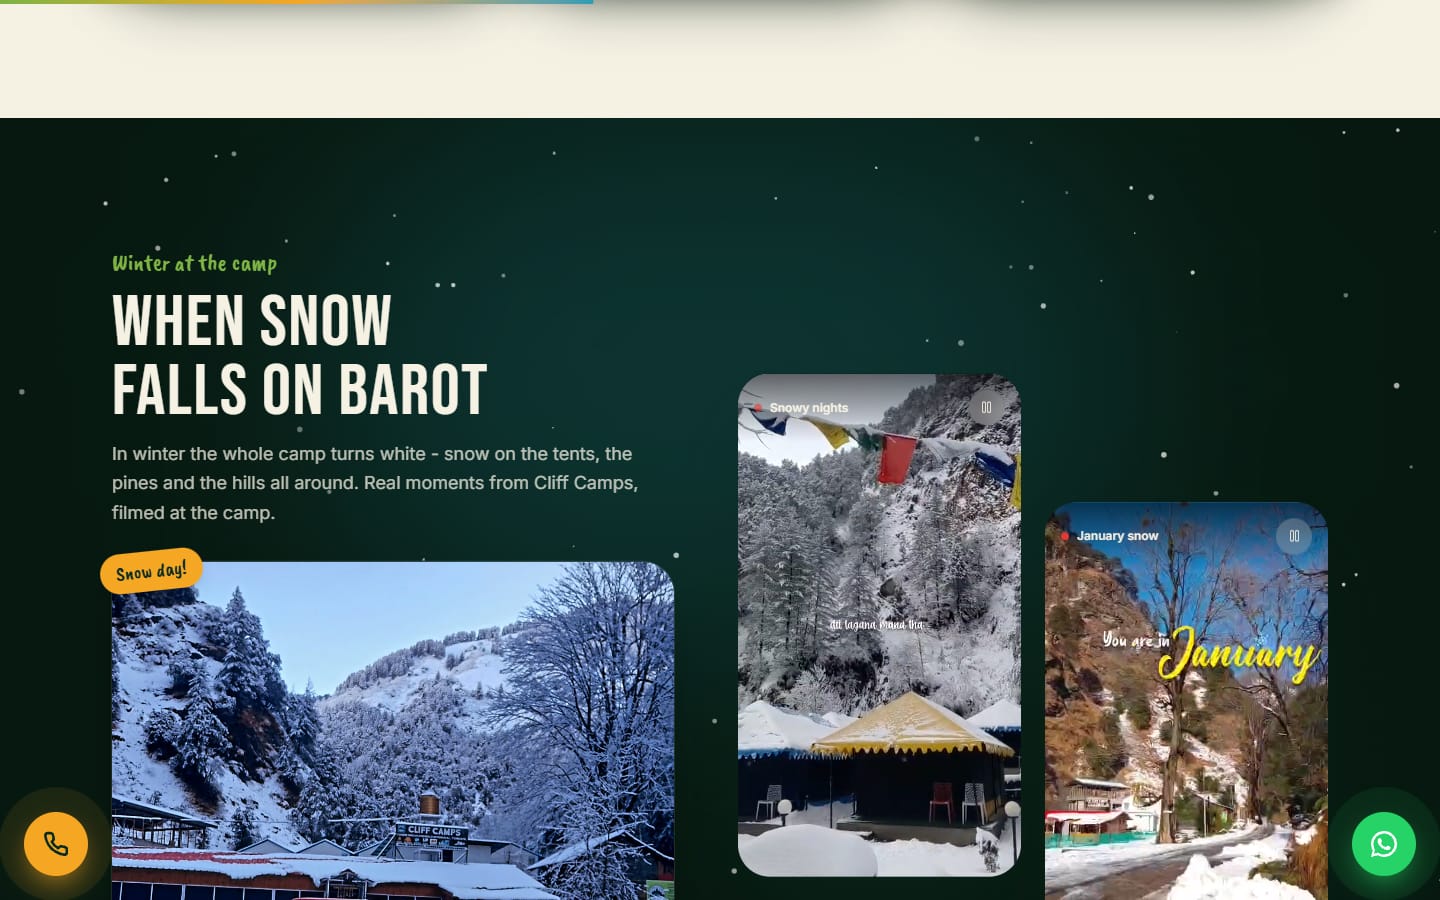 Winter at the camp
WHEN SNOW
FALLS ON BAROT
In winter the whole camp turns white - snow on the tents, the
pines and the hills all around. Real moments from Cliff Camps,
filmed at the camp.
Snow day!
CLIFF CAMPS
Snowy nights
dil lagana mana tha
January snow
You are in January